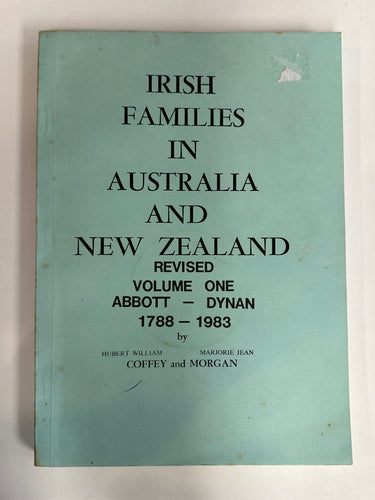 IRISH
FAMILIES
IN
AUSTRALIA
AND
NEW ZEALAND
REVISED
VOLUME ONE
ABBOTT – DYNAN
1788 – 1983
by
HUBERT WILLIAM MARJORIE JEAN
COFFEY and MORGAN